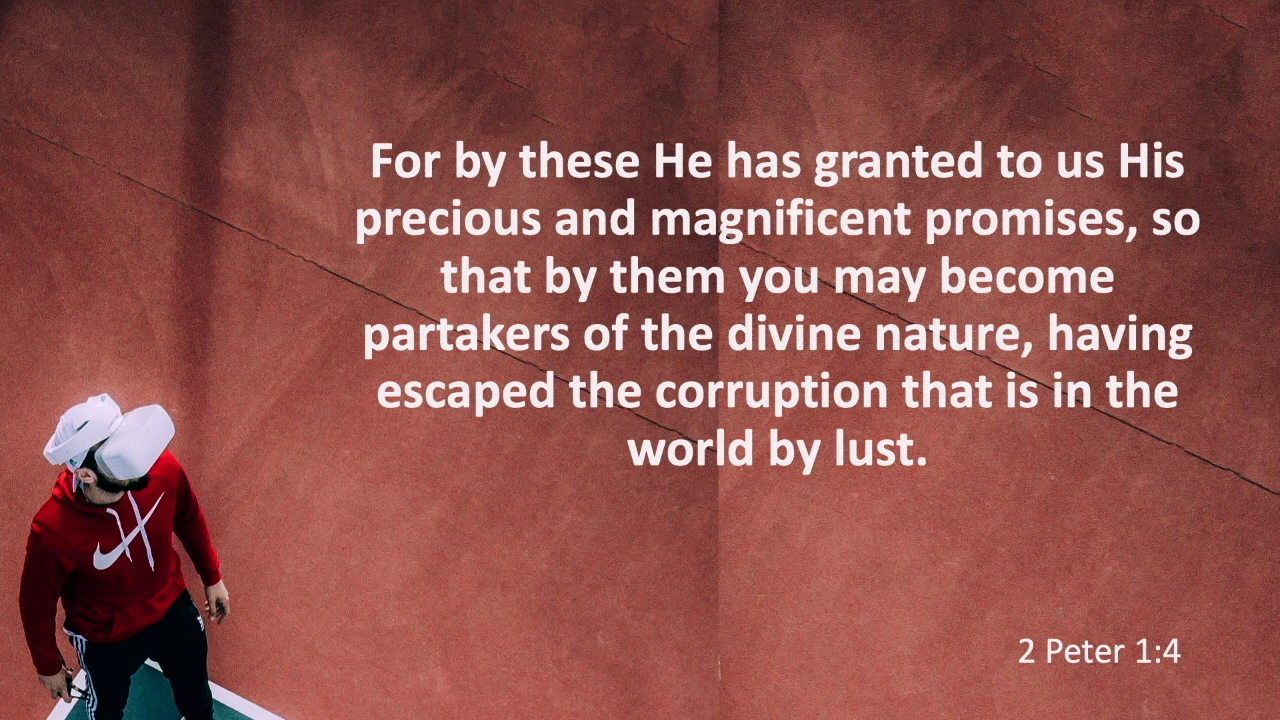 For by these He has granted to us His
precious and magnificent promises, so
that by them you may become
partakers of the divine nature, having
escaped the corruption that is in the
world by lust.
2 Peter 1:4